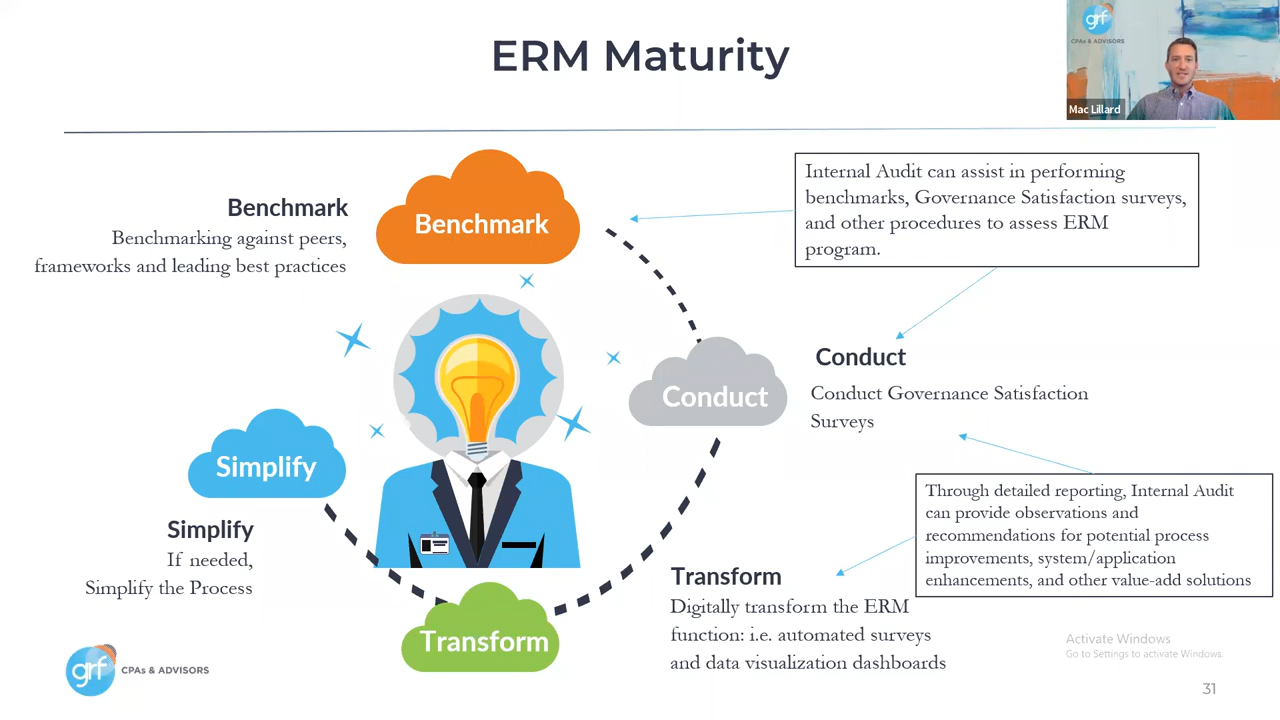 ERM Maturity
grf
CPAs & ADVISORS
Mac Lillard
Benchmark
Benchmarking against peers,
frameworks and leading best practices
Benchmark
Internal Audit can assist in performing
benchmarks, Governance Satisfaction surveys,
and other procedures to assess ERM
program.
Conduct
Conduct
Conduct Governance Satisfaction
Surveys
Simplify
Simplify
If needed,
Simplify the Process
Through detailed reporting, Internal Audit
can provide observations and
recommendations for potential process
improvements, system/application
enhancements, and other value-add solutions
Transform
Transform
Digitally transform the ERM
function: i.e. automated surveys
and data visualization dashboards
grf
CPAs & ADVISORS
Activate Windows
Go to Settings to activate Windows.
31